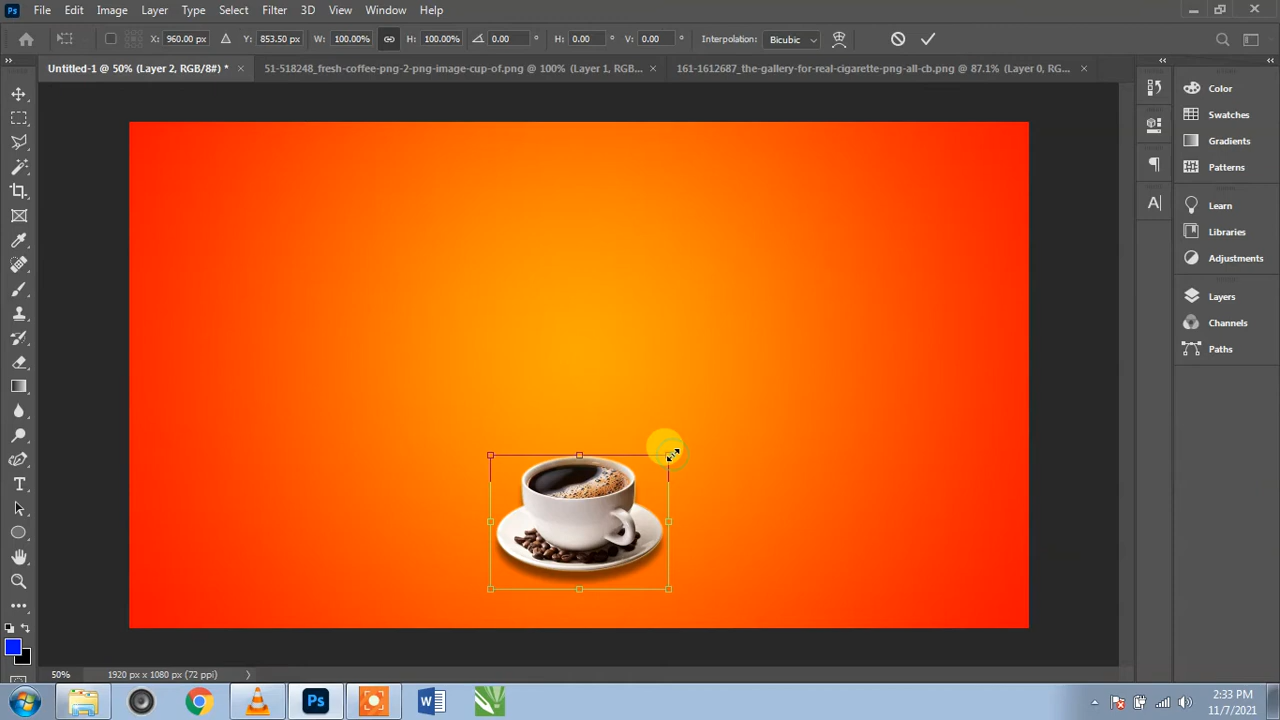 Ps File Edit Image Layer Type Select Filter 3D View Window Help
X: 960.00 px Y: 853.50 px W: 100.00% H: 100.00% 0.00 ° H: 0.00 ° V: 0.00 ° Interpolation: Bicubic
Untitled-1 @ 50% (Layer 2, RGB/8#) * × 51-518248_fresh-coffee-png-2-png-image-cup-of.png @ 100% (Layer 1, RGB... × 161-1612687_the-gallery-for-real-cigarette-png-all-cb.png @ 87.1% (Layer 0, RG... ×
Color
Swatches
Gradients
Patterns
Learn
Libraries
Adjustments
Layers
Channels
Paths
50% 1920 px x 1080 px (72 ppi)
Ps
2:33 PM
11/7/2021